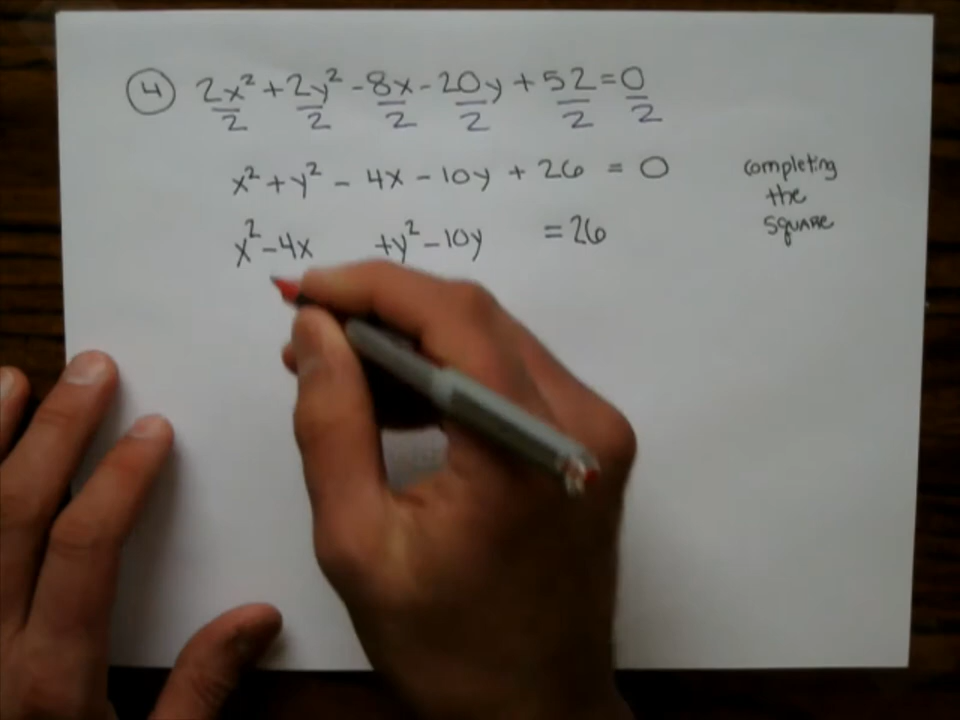 ④ 2x²/2 + 2y²/2 - 8x/2 - 20y/2 + 52/2 = 0/2
x² + y² - 4x - 10y + 26 = 0
x² - 4x + y² - 10y = 26
completing
the
SQUARE